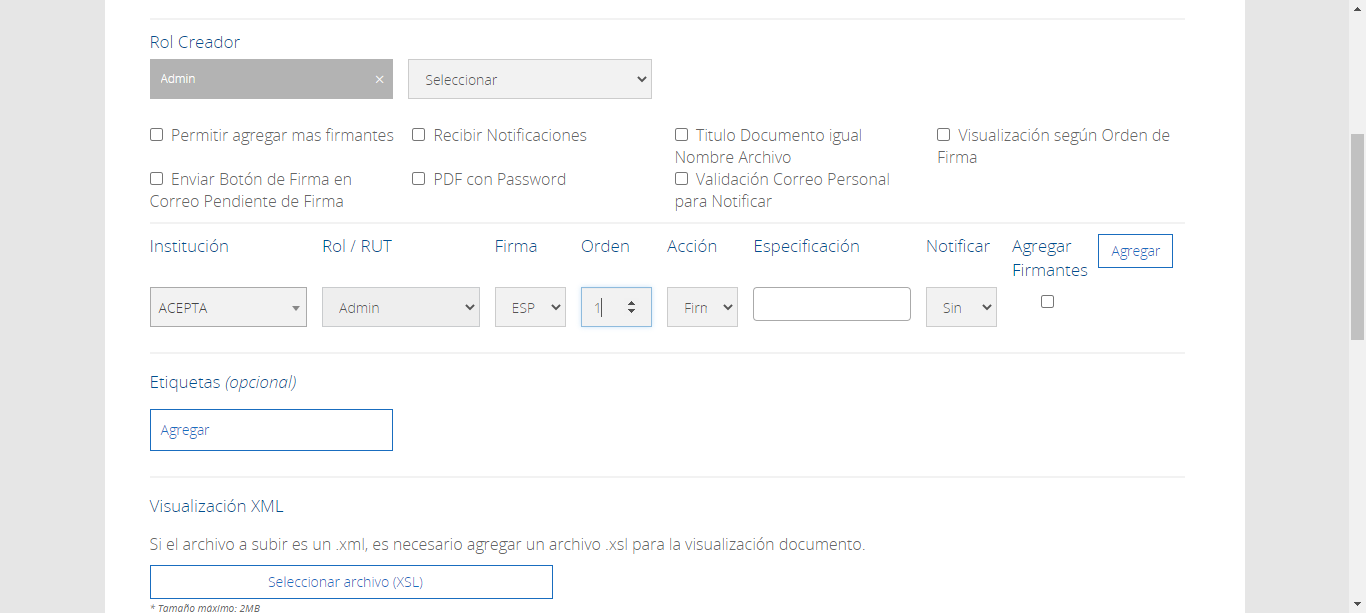 Rol Creador
Admin ×
Seleccionar
Permitir agregar mas firmantes
Recibir Notificaciones
Titulo Documento igual
Nombre Archivo
Visualización según Orden de
Firma
Enviar Botón de Firma en
Correo Pendiente de Firma
PDF con Password
Validación Correo Personal
para Notificar
Institución
Rol / RUT
Firma
Orden
Acción
Especificación
Notificar
Agregar
Firmantes
Agregar
ACEPTA
Admin
ESP
1
Firn
Sin
Etiquetas (opcional)
Agregar
Visualización XML
Si el archivo a subir es un .xml, es necesario agregar un archivo .xsl para la visualización documento.
Seleccionar archivo (XSL)
* Tamaño máximo: 2MB